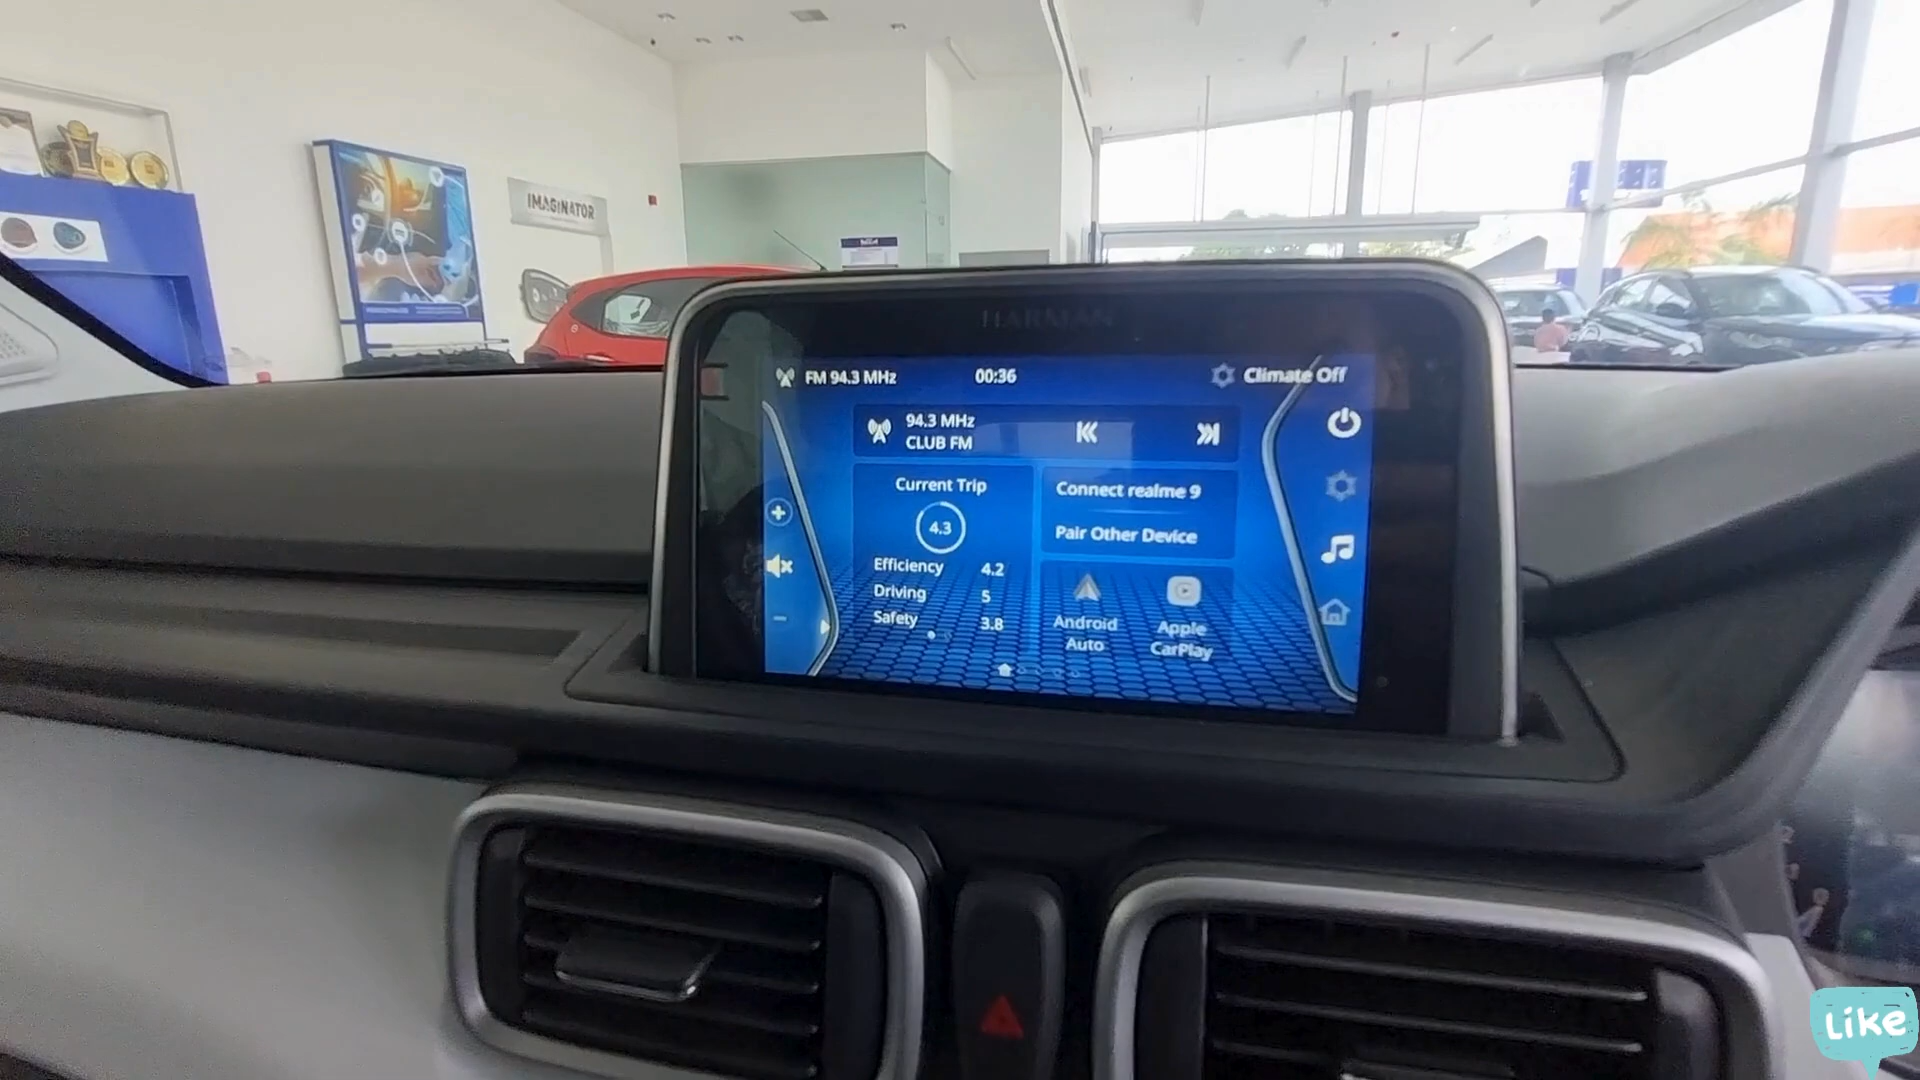 IMAGINATOR
HARMAN
FM 94.3 MHz
00:36
Climate Off
94.3 MHz
CLUB FM
Current Trip
4.3
Efficiency 4.2
Driving 5
Safety 3.8
Connect realme 9
Pair Other Device
Android
Auto
Apple
CarPlay
Like